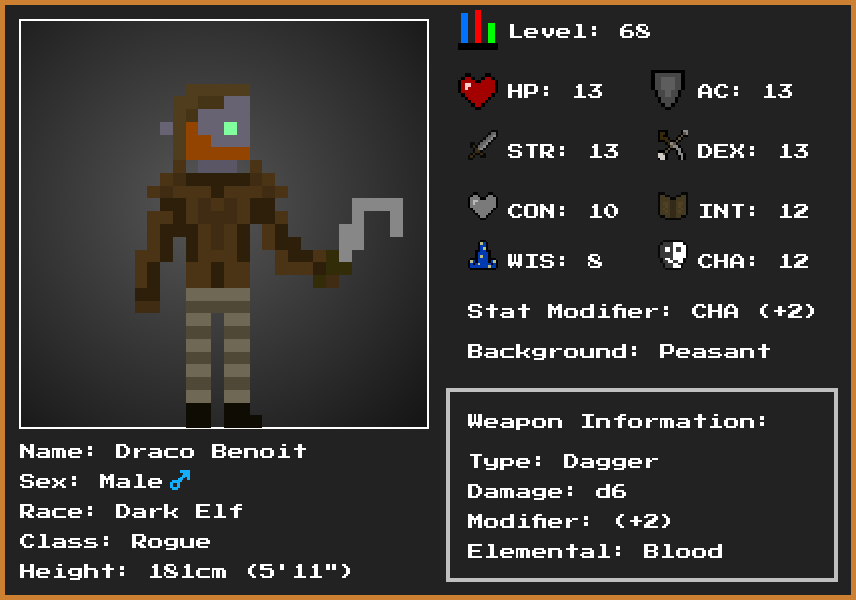 Level: 68
HP: 13 AC: 13
STR: 13 DEX: 13
CON: 10 INT: 12
WIS: 8 CHA: 12
Stat Modifier: CHA (+2)
Background: Peasant
Weapon Information:
Type: Dagger
Damage: d6
Modifier: (+2)
Elemental: Blood
Name: Draco Benoit
Sex: Male♂
Race: Dark Elf
Class: Rogue
Height: 181cm (5'11")